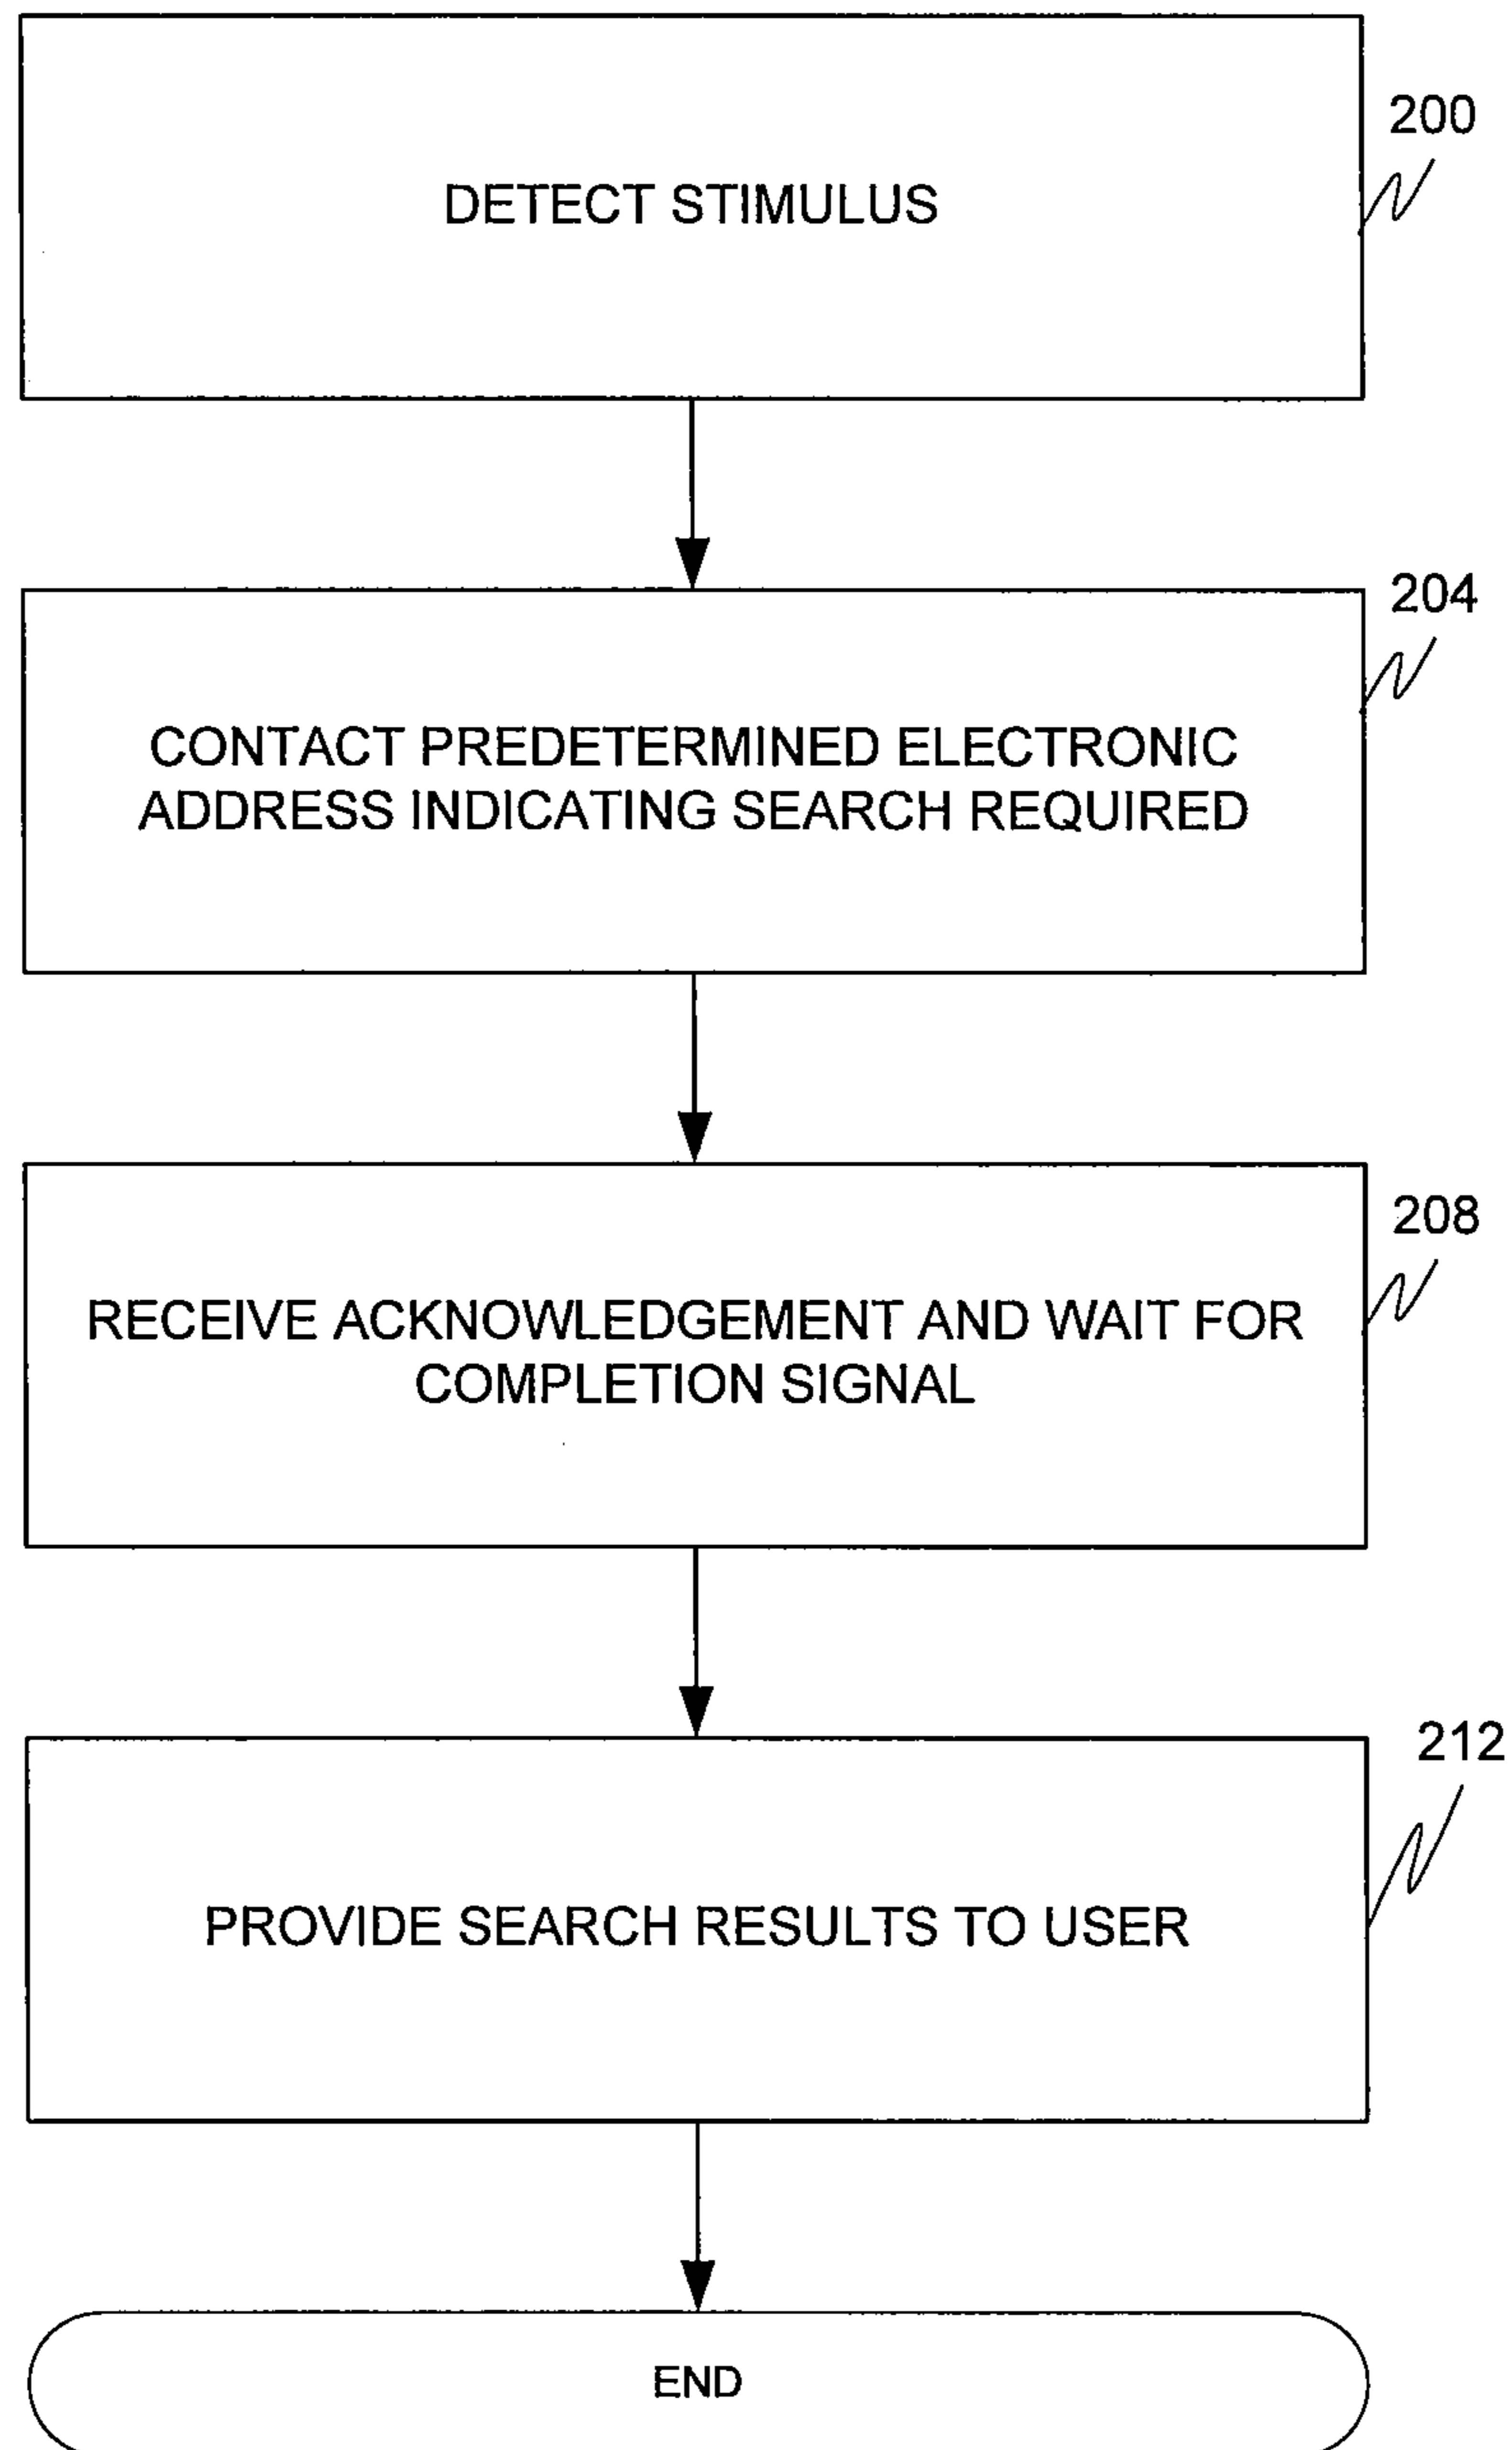 DETECT STIMULUS
200
CONTACT PREDETERMINED ELECTRONIC
ADDRESS INDICATING SEARCH REQUIRED
204
RECEIVE ACKNOWLEDGEMENT AND WAIT FOR
COMPLETION SIGNAL
208
PROVIDE SEARCH RESULTS TO USER
212
END